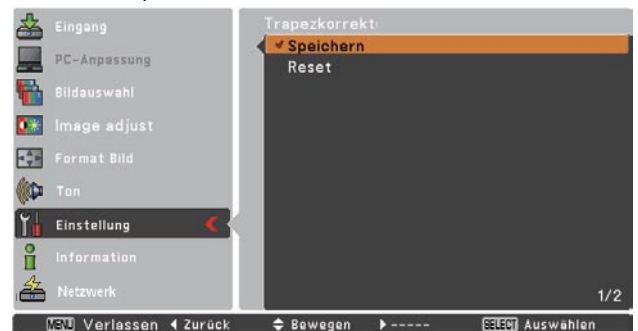 Eingang
PC-Anpassung
Bildauswahl
Image adjust
Format Bild
Ton
Einstellung
Information
Netzwerk
Trapezkorrekt
Speichern
Reset
1/2
MENU Verlassen Zurück Bewegen ----- SELECT Auswählen